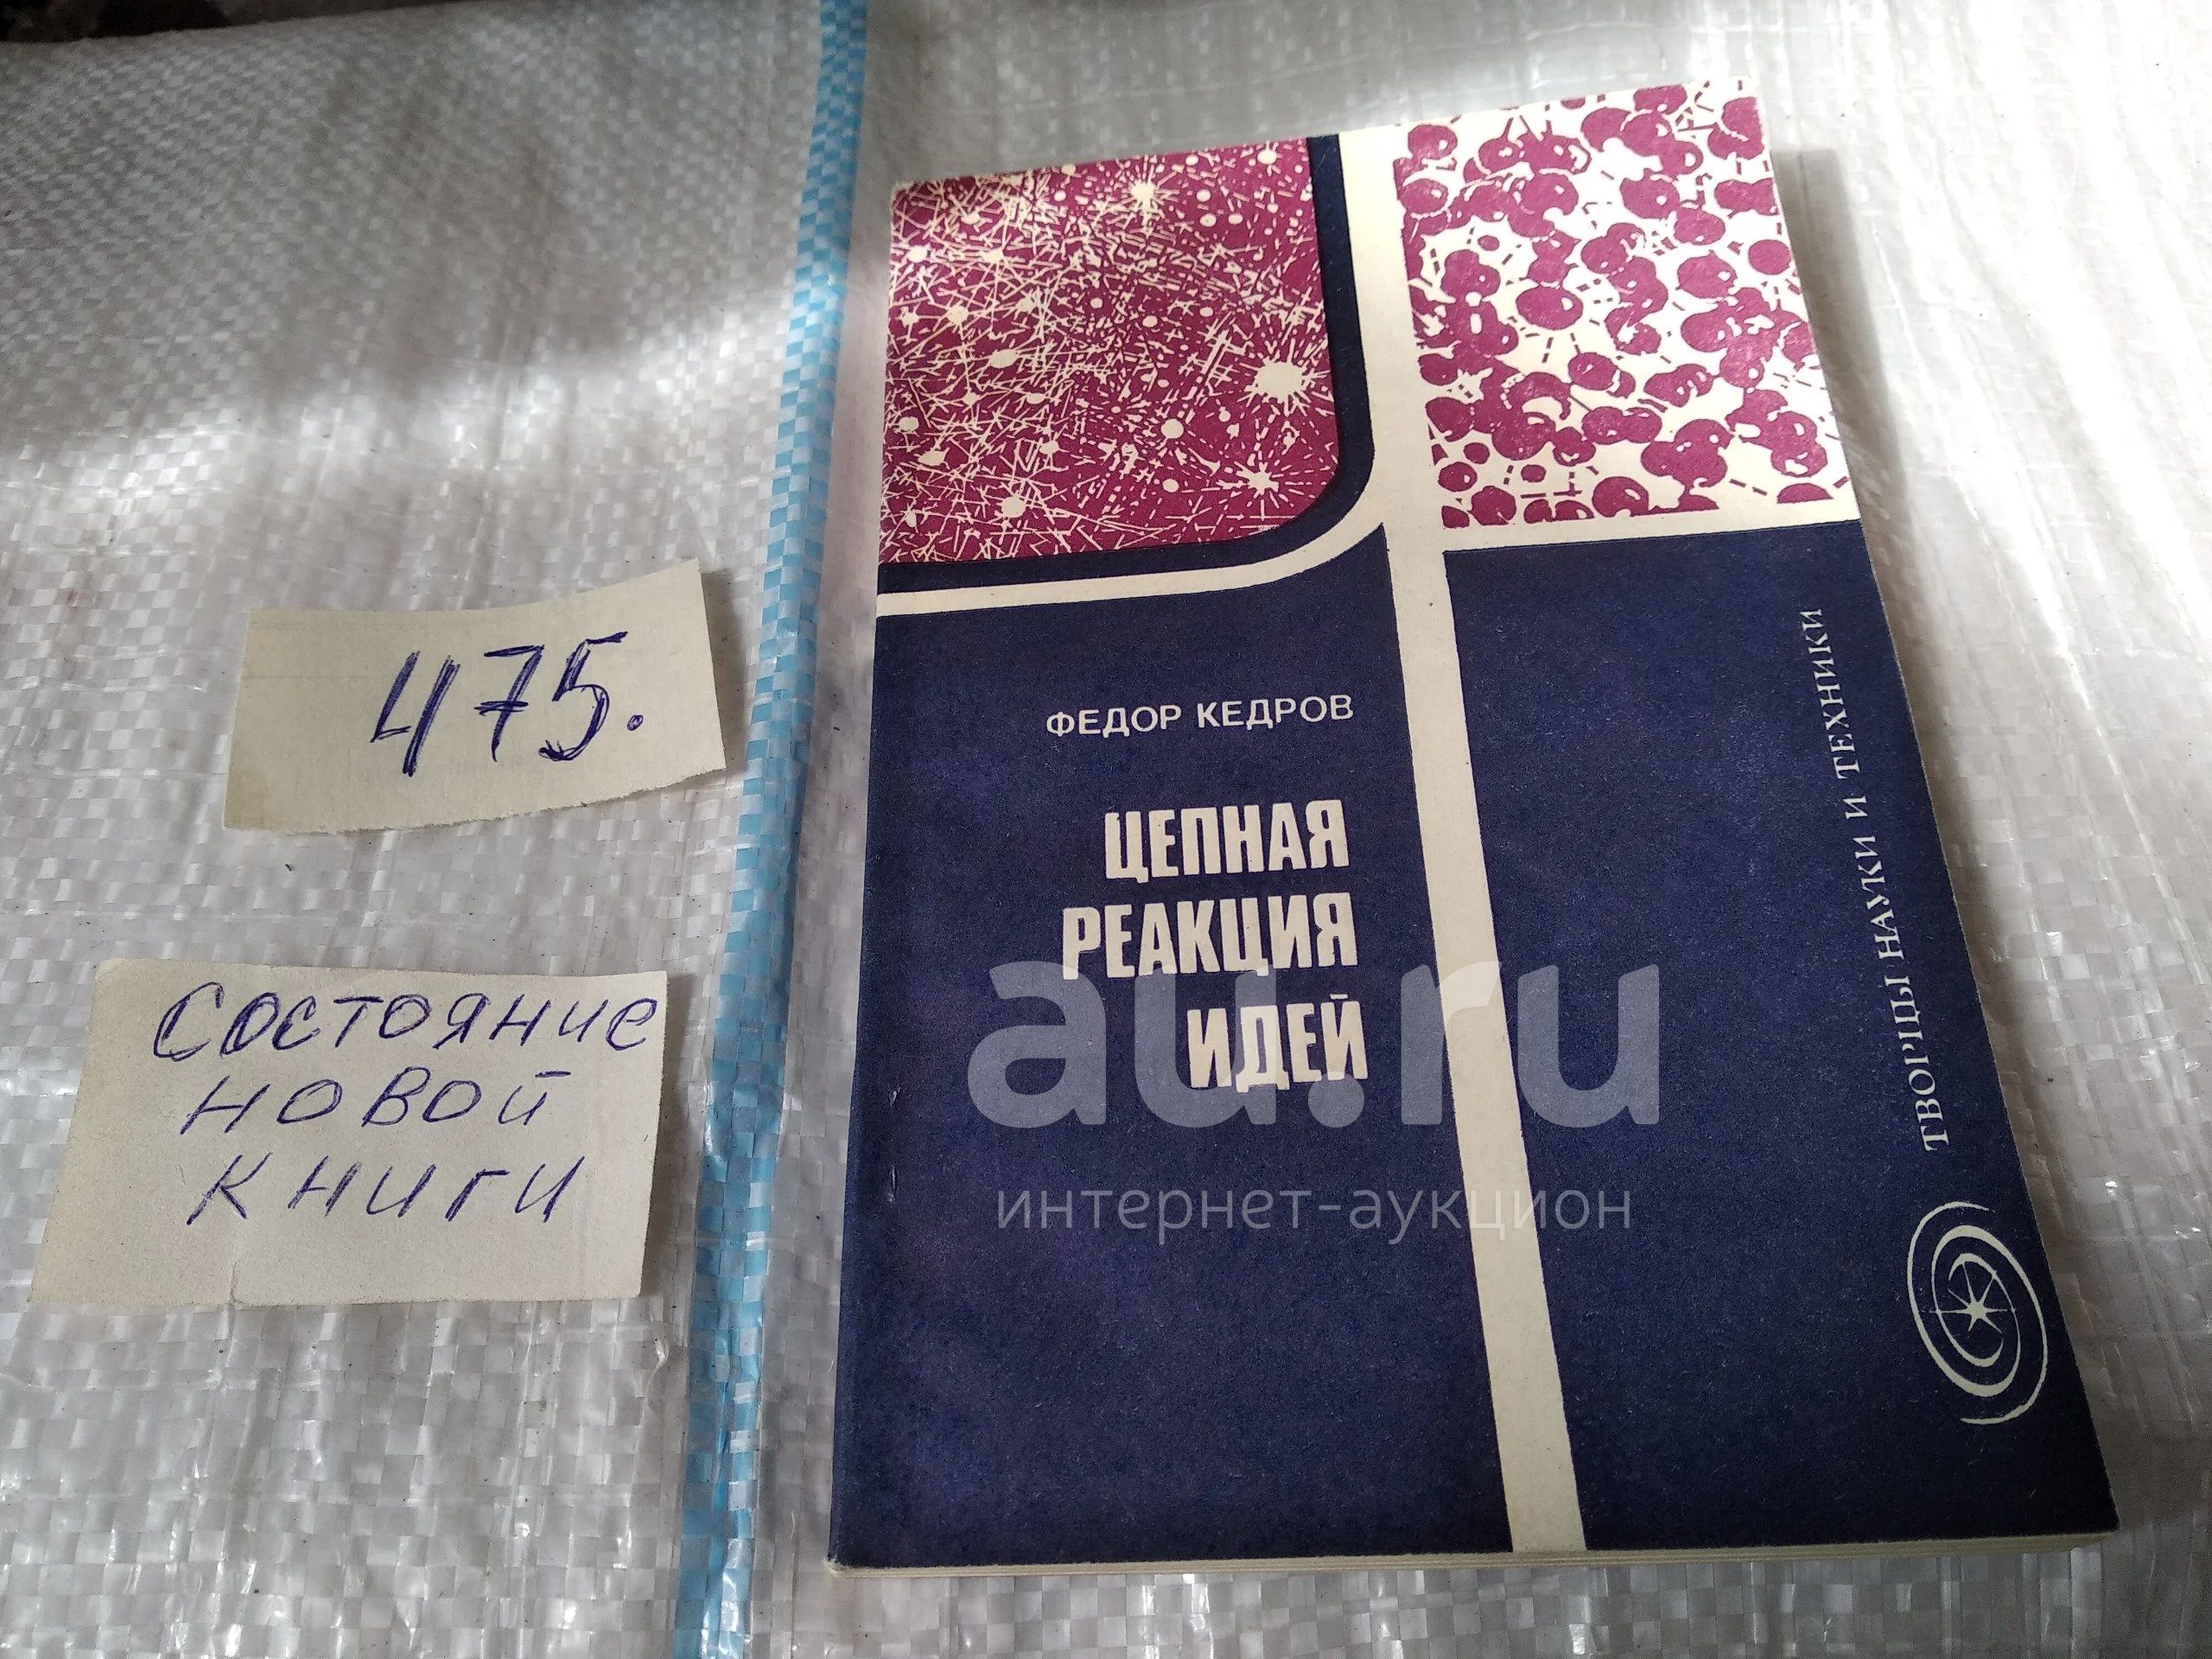 475.
состояние
новой
книги
ФЕДОР КЕДРОВ
ЦЕПНАЯ
РЕАКЦИЯ
ИДЕЙ
ТВОРЦЫ НАУКИ И ТЕХНИКИ
au.ru
интернет-аукцион